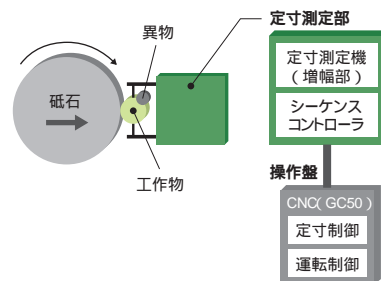 異物
砥石
工作物
定寸測定部
定寸測定機
（増幅部）
シーケンス
コントローラ
操作盤
CNC（GC50）
定寸制御
運転制御